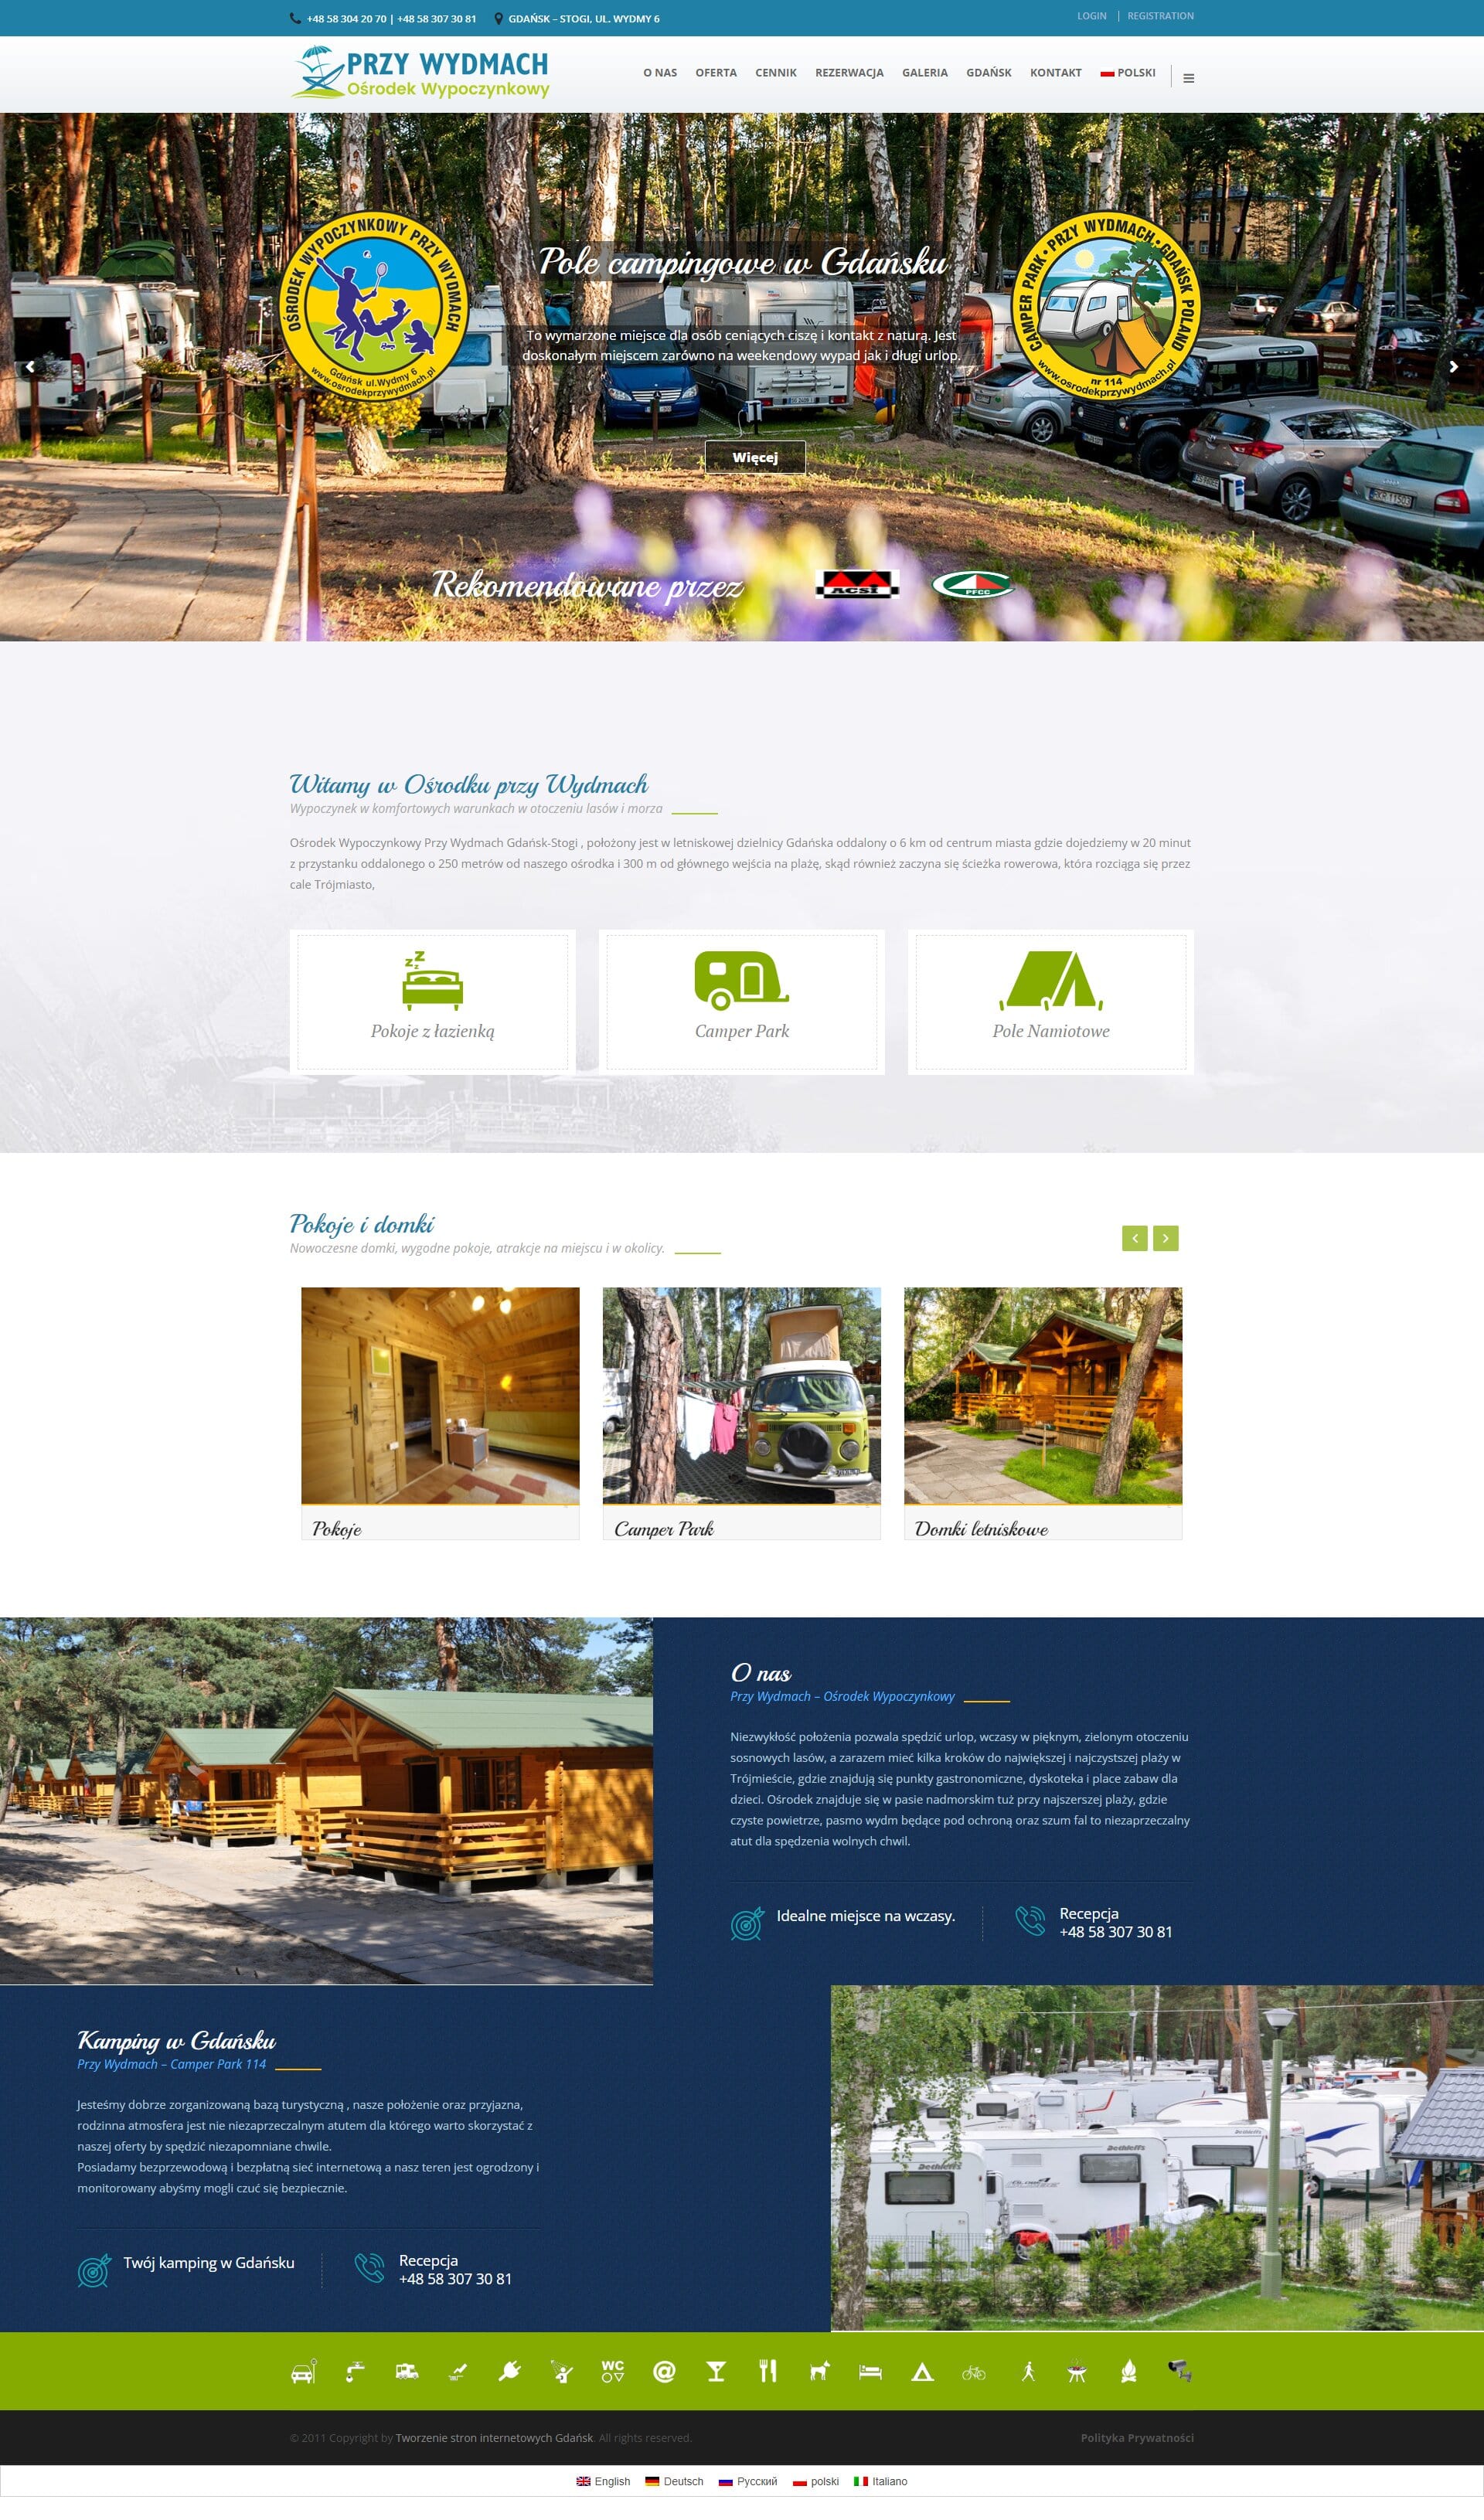 +48 58 304 20 70 | +48 58 307 30 81
GDAŃSK – STOGI, UL. WYDMY 6
LOGIN
REGISTRATION
PRZY WYDMACH
Ośrodek Wypoczynkowy
O NAS
OFERTA
CENNIK
REZERWACJA
GALERIA
GDAŃSK
KONTAKT
POLSKI
OŚRODEK WYPOCZYNKOWY PRZY WYDMACH
Gdańsk ul.Wydmy 6
www.osrodekprzywydmach.pl
Pole campingowe w Gdańsku
To wymarzone miejsce dla osób ceniących ciszę i kontakt z naturą. Jest
doskonałym miejscem zarówno na weekendowy wypad jak i długi urlop.
CAMPER PARK • PRZY WYDMACH, GDAŃSK POLAND
nr 114
www.osrodekprzywydmach.pl
Więcej
Rekomendowane przez
ACSI
PFCC
Witamy w Ośrodku przy Wydmach
Wypoczynek w komfortowych warunkach w otoczeniu lasów i morza
Ośrodek Wypoczynkowy Przy Wydmach Gdańsk-Stogi , położony jest w letniskowej dzielnicy Gdańska oddalony o 6 km od centrum miasta gdzie dojedziemy w 20 minut
z przystanku oddalonego o 250 metrów od naszego ośrodka i 300 m od głównego wejścia na plażę, skąd również zaczyna się ścieżka rowerowa, która rozciąga się przez
cale Trójmiasto,
Pokoje z łazienką
Camper Park
Pole Namiotowe
Pokoje i domki
Nowoczesne domki, wygodne pokoje, atrakcje na miejscu i w okolicy.
Pokoje
Camper Park
Domki letniskowe
O nas
Przy Wydmach – Ośrodek Wypoczynkowy
Niezwykłość położenia pozwala spędzić urlop, wczasy w pięknym, zielonym otoczeniu
sosnowych lasów, a zarazem mieć kilka kroków do największej i najczystszej plaży w
Trójmieście, gdzie znajdują się punkty gastronomiczne, dyskoteka i place zabaw dla
dzieci. Ośrodek znajduje się w pasie nadmorskim tuż przy najszerszej plaży, gdzie
czyste powietrze, pasmo wydm będące pod ochroną oraz szum fal to niezaprzeczalny
atut dla spędzenia wolnych chwil.
Idealne miejsce na wczasy.
Recepcja
+48 58 307 30 81
Kamping w Gdańsku
Przy Wydmach – Camper Park 114
Jesteśmy dobrze zorganizowaną bazą turystyczną , nasze położenie oraz przyjazna,
rodzinna atmosfera jest nie niezaprzeczalnym atutem dla którego warto skorzystać z
naszej oferty by spędzić niezapomniane chwile.
Posiadamy bezprzewodową i bezpłatną sieć internetową a nasz teren jest ogrodzony i
monitorowany abyśmy mogli czuć się bezpiecznie.
Twój kamping w Gdańsku
Recepcja
+48 58 307 30 81
Dethleffs
Dethleffs
WC
© 2011 Copyright by Tworzenie stron internetowych Gdańsk. All rights reserved.
Polityka Prywatności
English
Deutsch
Русский
polski
Italiano